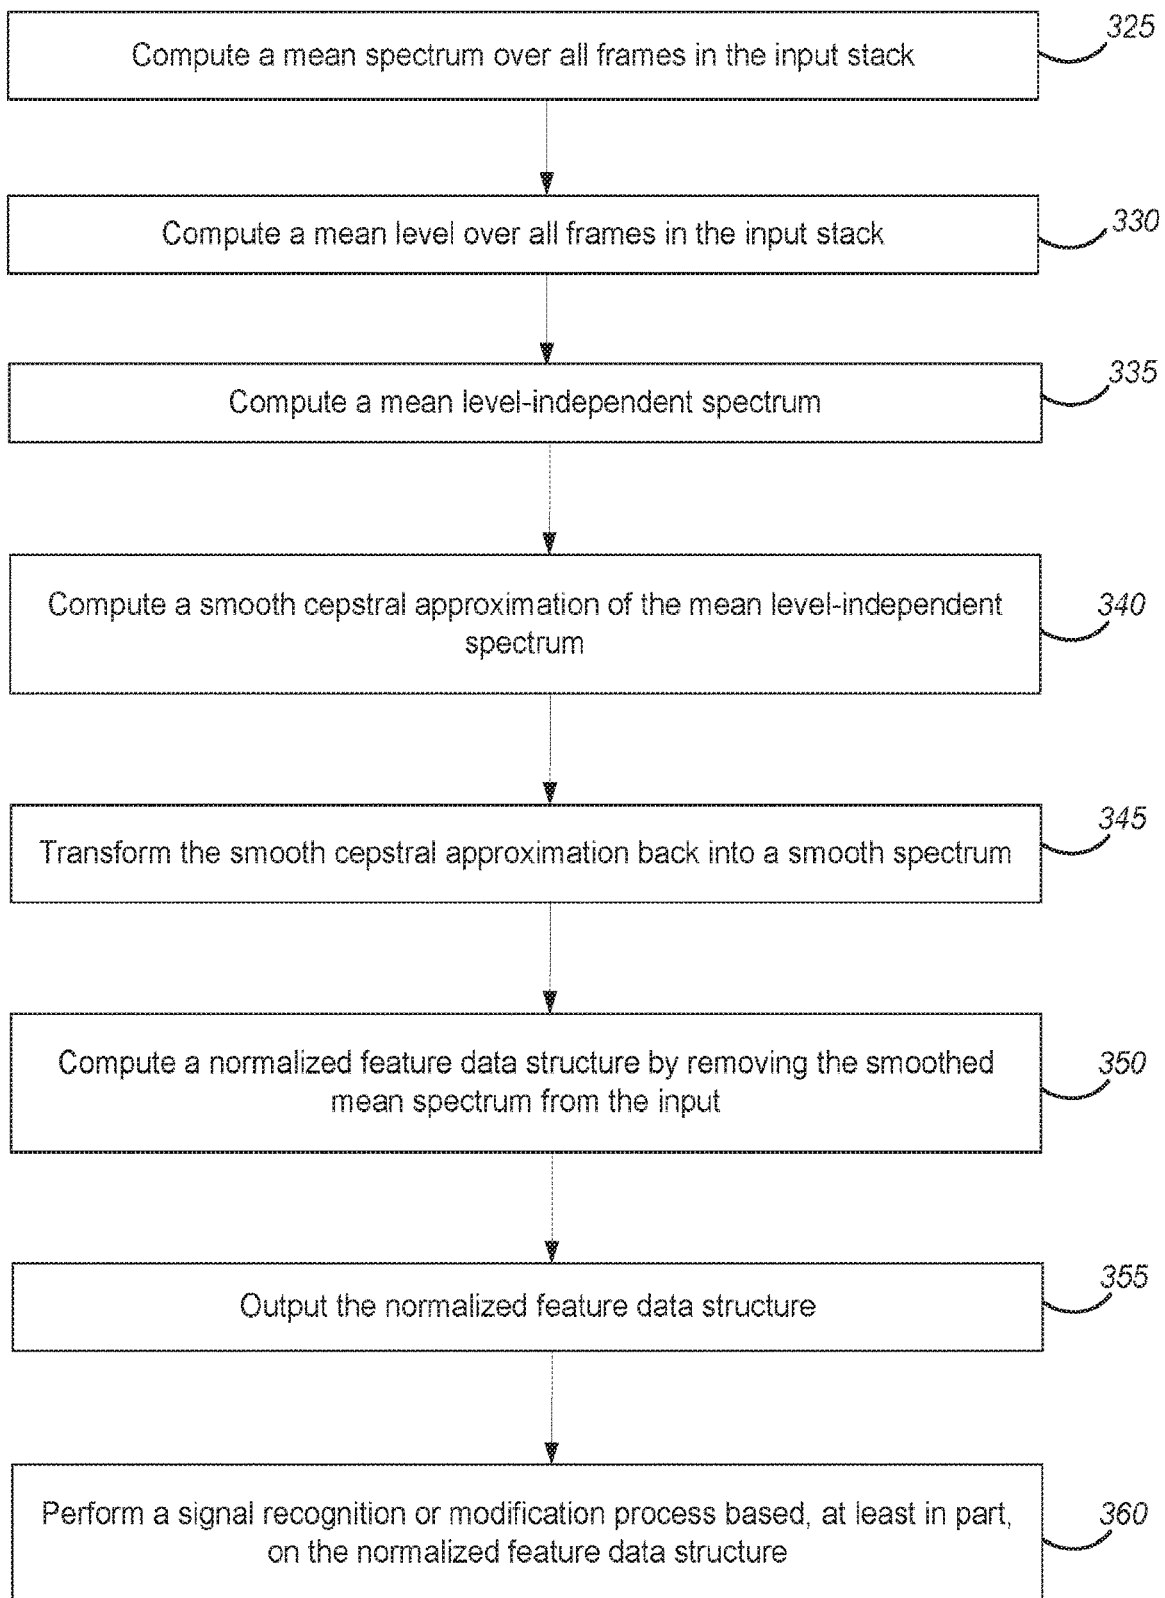 Compute a mean spectrum over all frames in the input stack
325
Compute a mean level over all frames in the input stack
330
Compute a mean level-independent spectrum
335
Compute a smooth cepstral approximation of the mean level-independent
spectrum
340
Transform the smooth cepstral approximation back into a smooth spectrum
345
Compute a normalized feature data structure by removing the smoothed
mean spectrum from the input
350
Output the normalized feature data structure
355
Perform a signal recognition or modification process based, at least in part,
on the normalized feature data structure
360